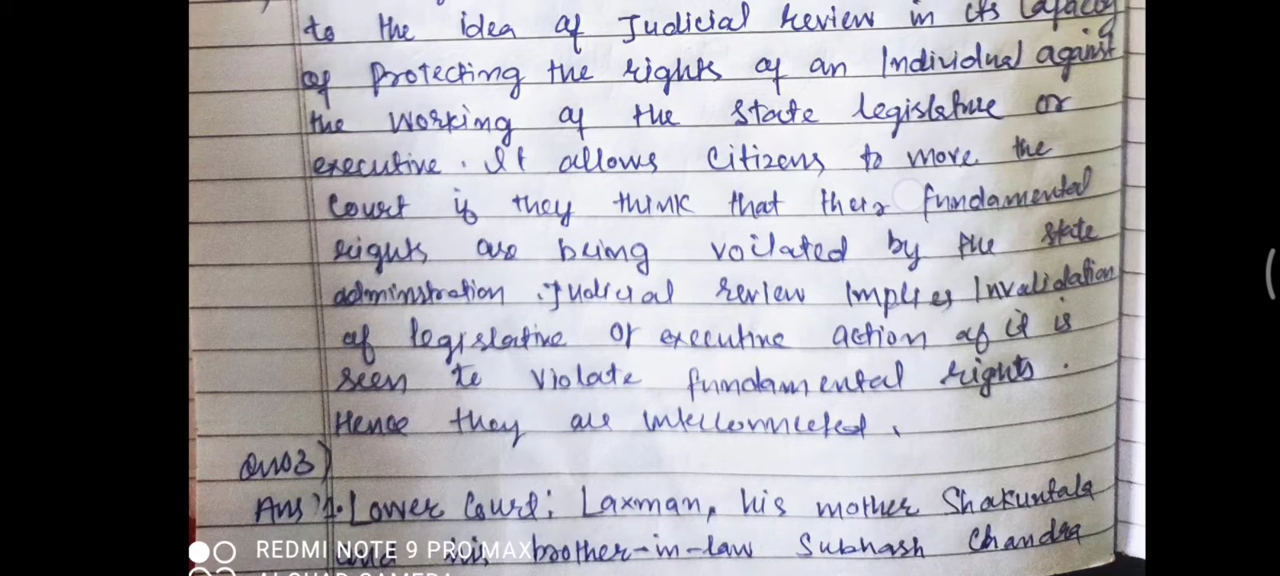 to the idea of Judicial review in its capacity
of protecting the rights of an Individual against
the working of the state legislature or
executive. It allows citizens to move the
court if they think that their fundamental
rights are being voilated by the state
adminstration. Judicial review implies Invalidation
of legislative or executive action of it is
seen to violate fundamental rights.
Hence they are interconnected.
Qno3)
Ans 1. Lower Court: Laxman, his mother Shakuntala
brother-in-law Subhash Chandra
REDMI NOTE 9 PRO MAX